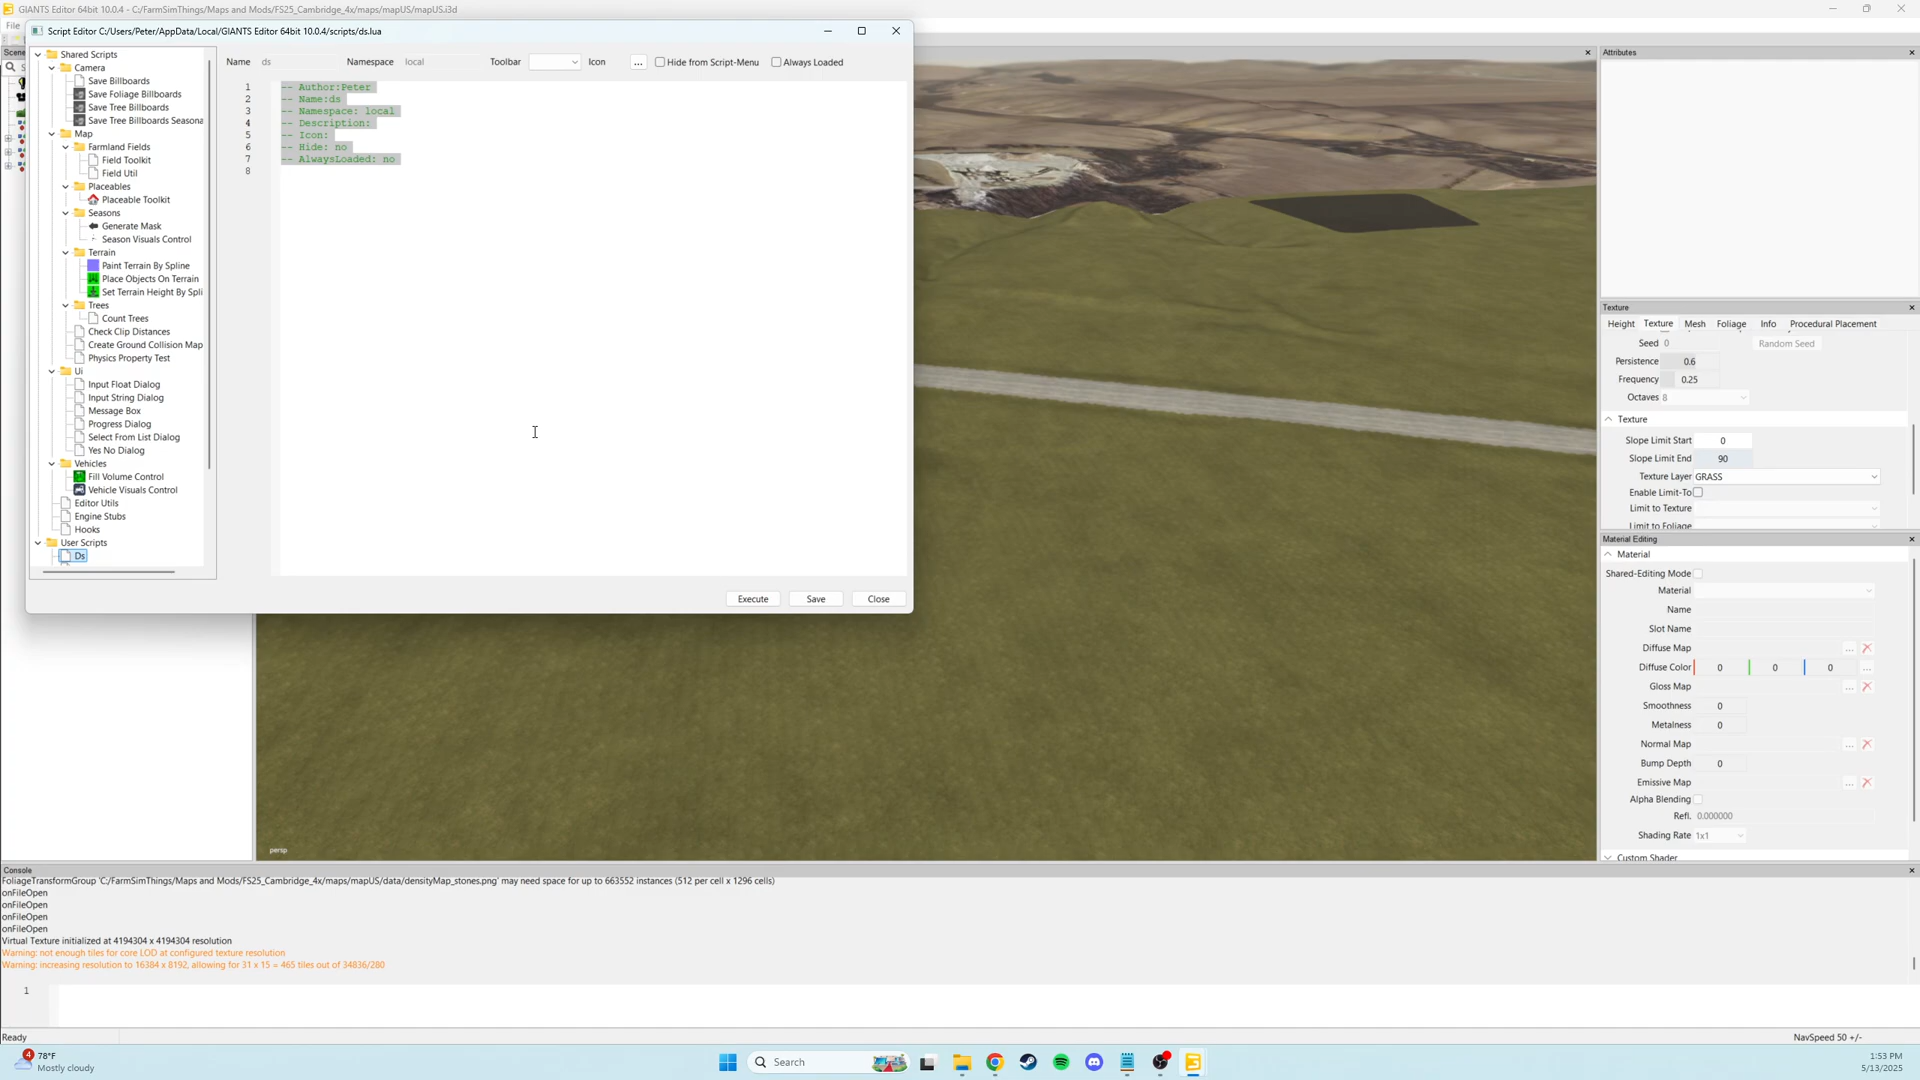 GIANTS Editor 64bit 10.0.4 - C:/FarmSimThings/Maps and Mods/FS25_Cambridge_4x/maps/mapUS/mapUS.i3d
File
Script Editor C:/Users/Peter/AppData/Local/GIANTS Editor 64bit 10.0.4/scripts/ds.lua
Shared Scripts
Camera
Save Billboards
Save Foliage Billboards
Save Tree Billboards
Save Tree Billboards Seasona
Map
Farmland Fields
Field Toolkit
Field Util
Placeables
Placeable Toolkit
Seasons
Generate Mask
Season Visuals Control
Terrain
Paint Terrain By Spline
Place Objects On Terrain
Set Terrain Height By Spli
Trees
Count Trees
Check Clip Distances
Create Ground Collision Map
Physics Property Test
Ui
Input Float Dialog
Input String Dialog
Message Box
Progress Dialog
Select From List Dialog
Yes No Dialog
Vehicles
Fill Volume Control
Vehicle Visuals Control
Editor Utils
Engine Stubs
Hooks
User Scripts
Ds
Name ds Namespace local Toolbar Icon ... Hide from Script-Menu Always Loaded
1 -- Author:Peter
2 -- Name:ds
3 -- Namespace: local
4 -- Description:
5 -- Icon:
6 -- Hide: no
7 -- AlwaysLoaded: no
8
Execute Save Close
persp
Attributes
Texture
Height Texture Mesh Foliage Info Procedural Placement
Seed 0 Random Seed
Persistence 0.6
Frequency 0.25
Octaves 8
Texture
Slope Limit Start 0
Slope Limit End 90
Texture Layer GRASS
Enable Limit-To
Limit to Texture
Limit to Foliage
Material Editing
Material
Shared-Editing Mode
Material
Name
Slot Name
Diffuse Map ...
Diffuse Color 0 0 0 ...
Gloss Map ...
Smoothness 0
Metalness 0
Normal Map ...
Bump Depth 0
Emissive Map ...
Alpha Blending
Refl. 0.000000
Shading Rate 1x1
Custom Shader
Console
FoliageTransformGroup 'C:/FarmSimThings/Maps and Mods/FS25_Cambridge_4x/maps/mapUS/data/densityMap_stones.png' may need space for up to 663552 instances (512 per cell x 1296 cells)
onFileOpen
onFileOpen
onFileOpen
onFileOpen
Virtual Texture initialized at 4194304 x 4194304 resolution
Warning: not enough tiles for core LOD at configured texture resolution
Warning: increasing resolution to 16384 x 8192, allowing for 31 x 15 = 465 tiles out of 34836/280
1
Ready
NavSpeed 50 +/-
4
78°F
Mostly cloudy
Search
1:53 PM
5/13/2025